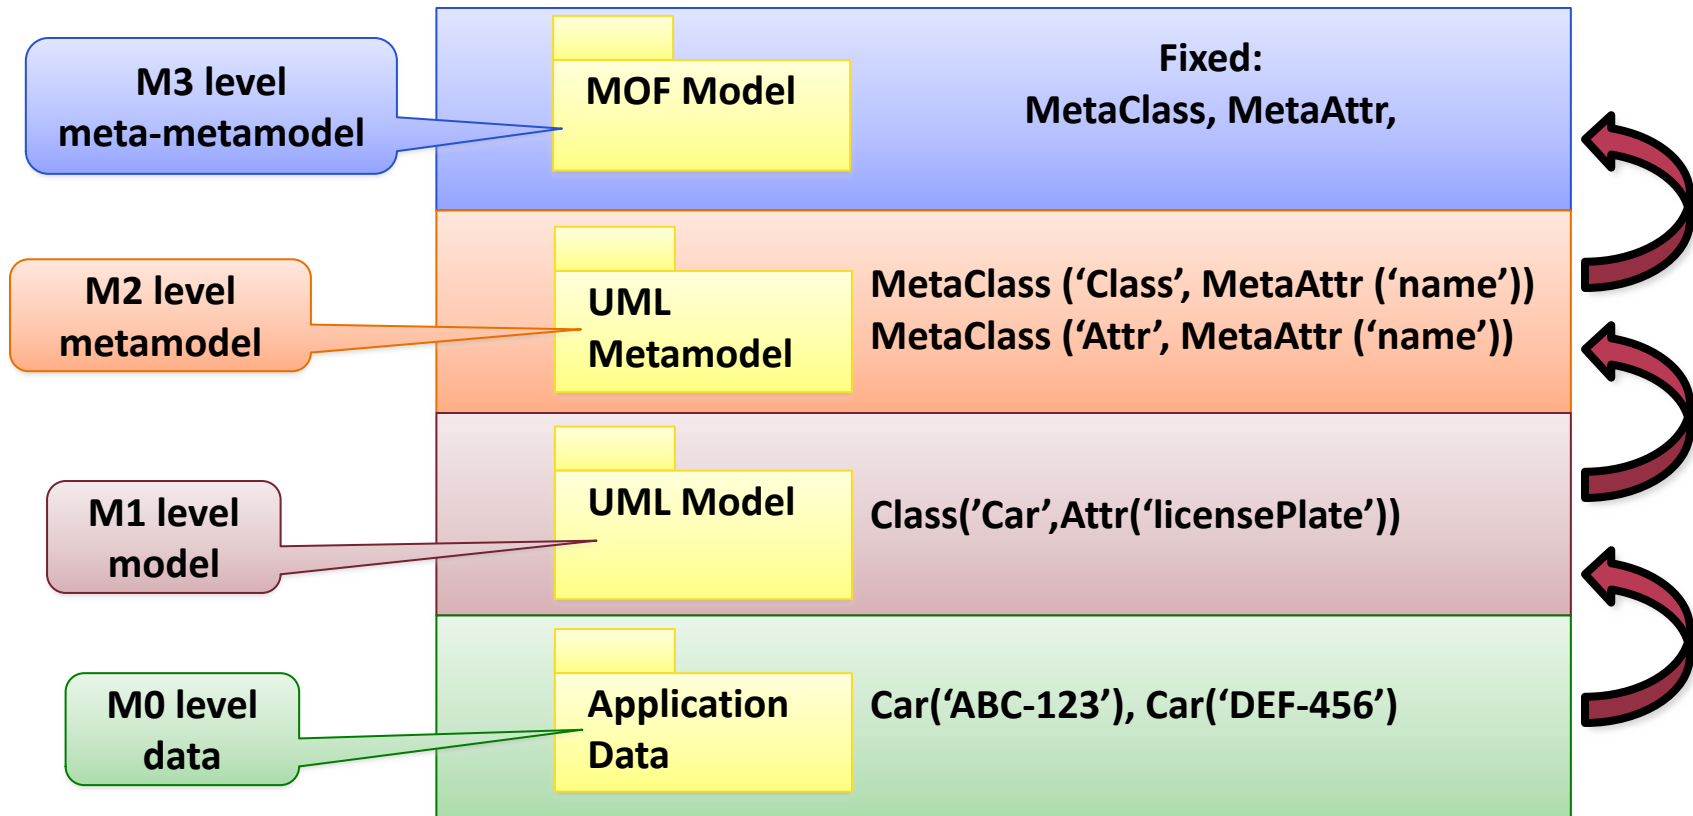 M3 level
meta-metamodel
MOF Model
Fixed:
MetaClass, MetaAttr,
M2 level
metamodel
UML
Metamodel
MetaClass (‘Class’, MetaAttr (‘name’))
MetaClass (‘Attr’, MetaAttr (‘name’))
M1 level
model
UML Model
Class(’Car’,Attr(‘licensePlate’))
M0 level
data
Application
Data
Car(‘ABC-123’), Car(‘DEF-456’)